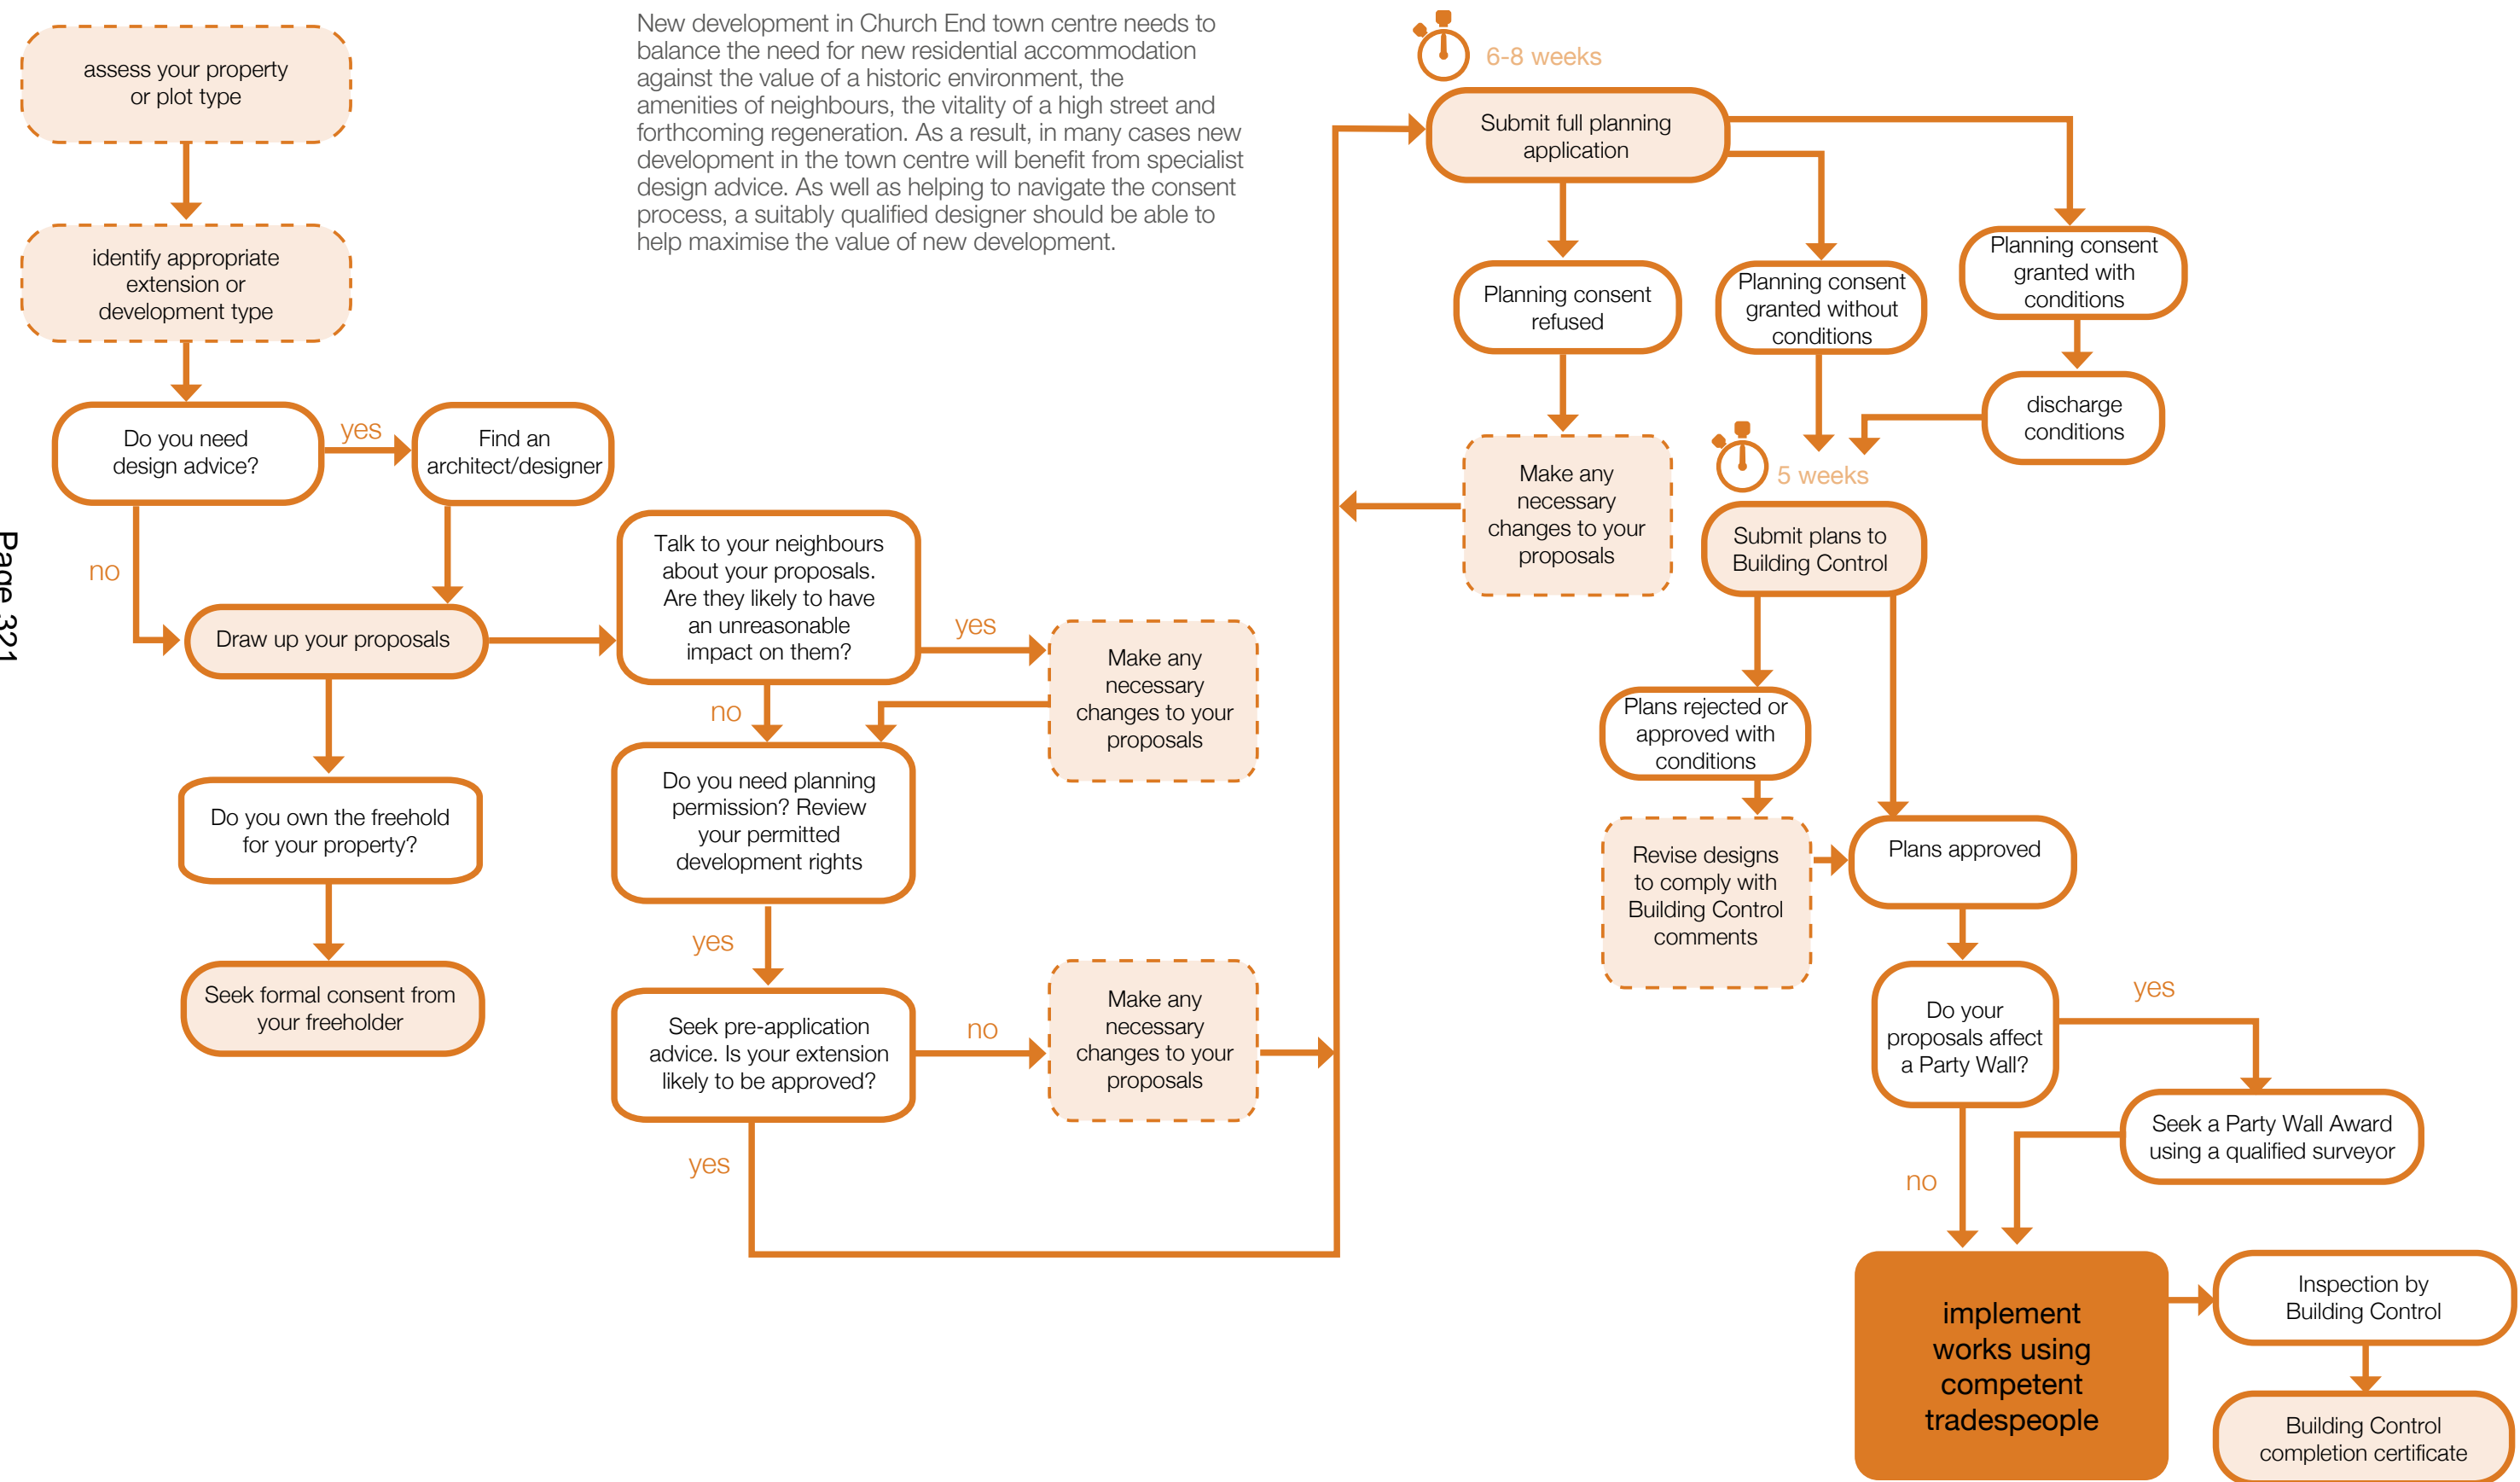 assess your property
or plot type
identify appropriate
extension or
development type
New development in Church End town centre needs to
balance the need for new residential accommodation
against the value of a historic environment, the
amenities of neighbours, the vitality of a high street and
forthcoming regeneration. As a result, in many cases new
development in the town centre will benefit from specialist
design advice. As well as helping to navigate the consent
process, a suitably qualified designer should be able to
help maximise the value of new development.
Do you need
design advice?
yes
Find an
architect/designer
no
Draw up your proposals
Do you own the freehold
for your property?
Seek formal consent from
your freeholder
Talk to your neighbours
about your proposals.
Are they likely to have
an unreasonable
impact on them?
yes
Make any
necessary
changes to your
proposals
no
Do you need planning
permission? Review
your permitted
development rights
yes
Seek pre-application
advice. Is your extension
likely to be approved?
no
Make any
necessary
changes to your
proposals
yes
6-8 weeks
Submit full planning
application
Planning consent
refused
Planning consent
granted without
conditions
Planning consent
granted with
conditions
discharge
conditions
Make any
necessary
changes to your
proposals
5 weeks
Submit plans to
Building Control
Plans rejected or
approved with
conditions
Revise designs
to comply with
Building Control
comments
Plans approved
Do your
proposals affect
a Party Wall?
yes
Seek a Party Wall Award
using a qualified surveyor
no
implement
works using
competent
tradespeople
Inspection by
Building Control
Building Control
completion certificate
Page 321